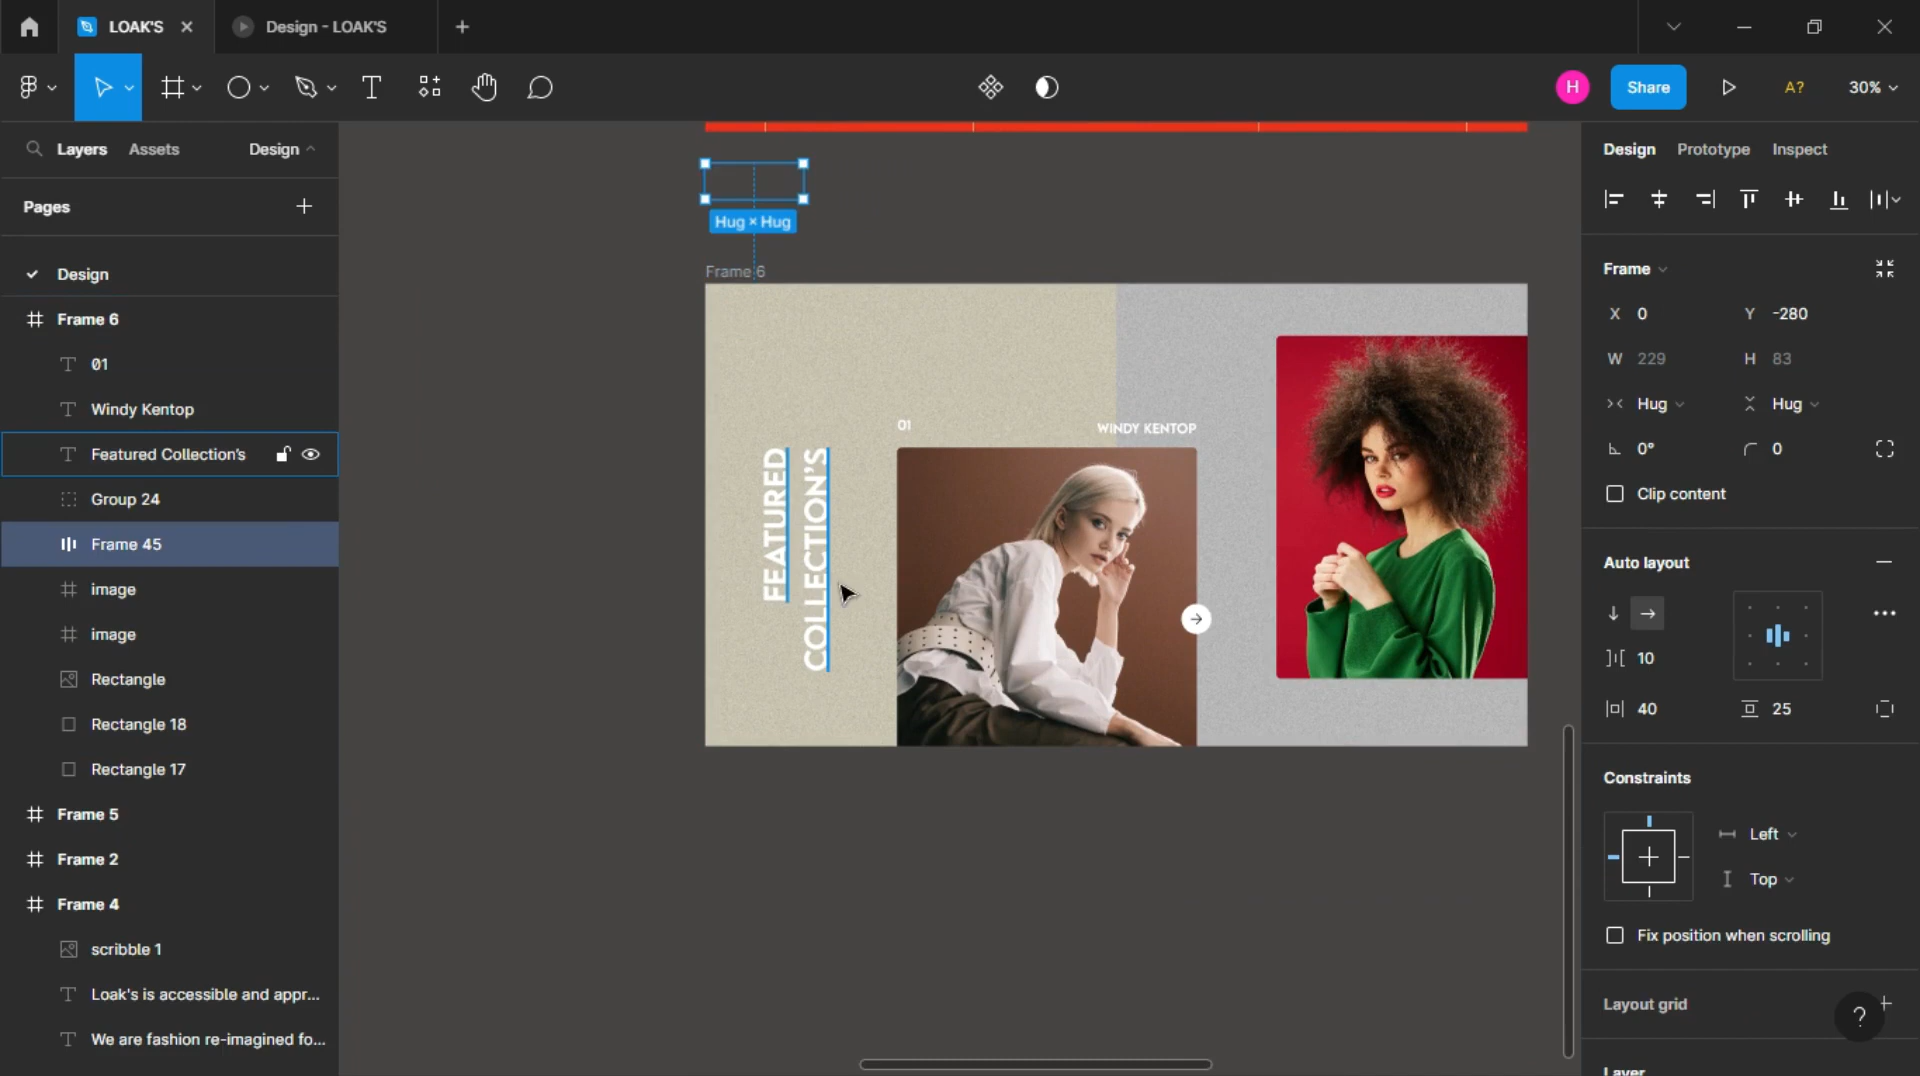 LOAK'S
Design - LOAK'S
H
Share
A?
30%
Layers
Assets
Design
Design
Prototype
Inspect
Pages
Design
Frame 6
01
Windy Kentop
Featured Collection's
Group 24
Frame 45
image
image
Rectangle
Rectangle 18
Rectangle 17
Frame 5
Frame 2
Frame 4
scribble 1
Loak's is accessible and appr...
We are fashion re-imagined fo...
Hug × Hug
Frame 6
01
WINDY KENTOP
FEATURED
COLLECTION'S
Frame
X 0
Y -280
W 229
H 83
Hug
Hug
0°
0
Clip content
Auto layout
10
40
25
Constraints
Left
Top
Fix position when scrolling
Layout grid
?
Layer